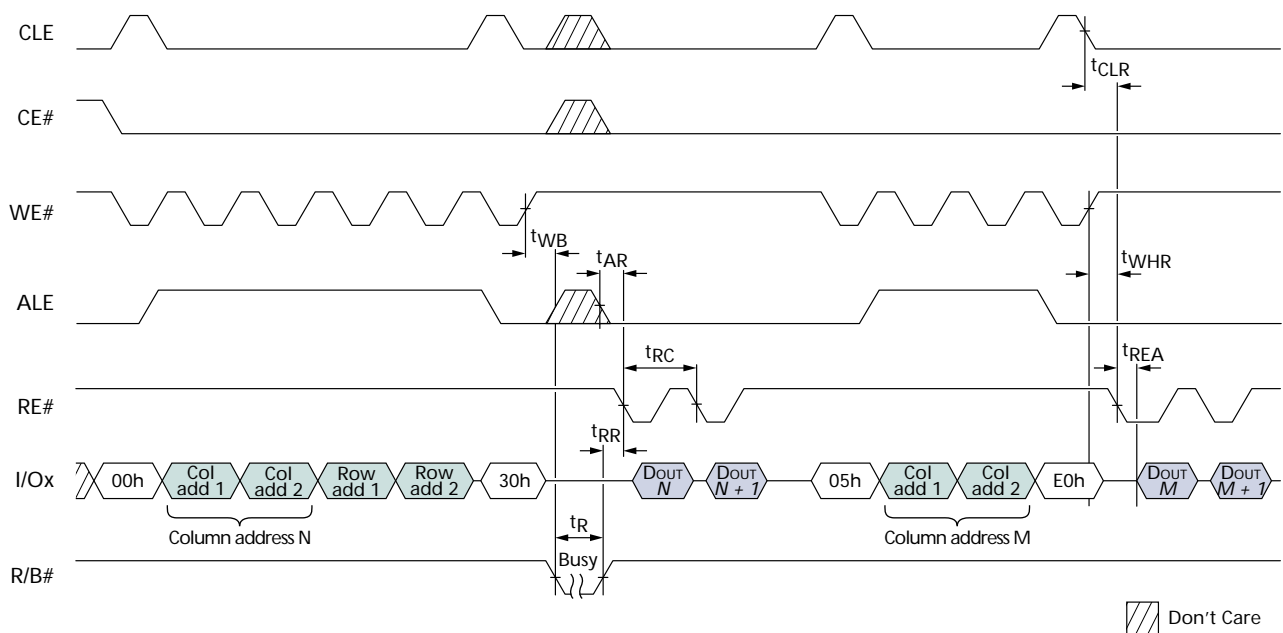 CLE
tCLR
CE#
WE#
tWB
tAR
tWHR
ALE
tRC
tREA
RE#
tRR
I/Ox
00h
Col add 1
Col add 2
Row add 1
Row add 2
30h
DOUT N
DOUT N + 1
05h
Col add 1
Col add 2
E0h
DOUT M
DOUT M + 1
Column address N
tR
Column address M
Busy
R/B#
Don't Care